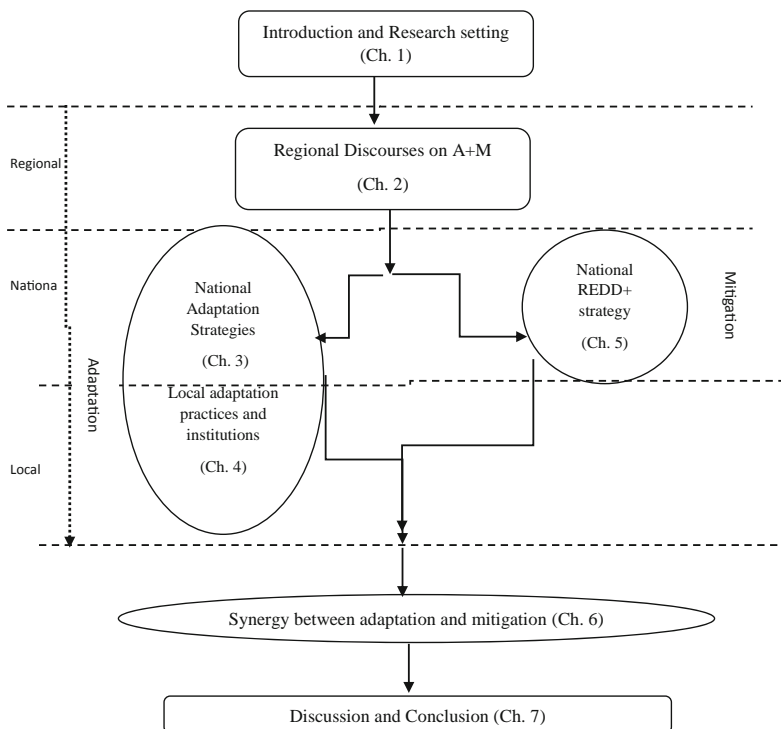 Introduction and Research setting
(Ch. 1)
Regional
Regional Discourses on A+M
(Ch. 2)
Nationa
National
Adaptation
Strategies
(Ch. 3)
National
REDD+
strategy
(Ch. 5)
Mitigation
Adaptation
Local adaptation
practices and
institutions
(Ch. 4)
Local
Synergy between adaptation and mitigation (Ch. 6)
Discussion and Conclusion (Ch. 7)